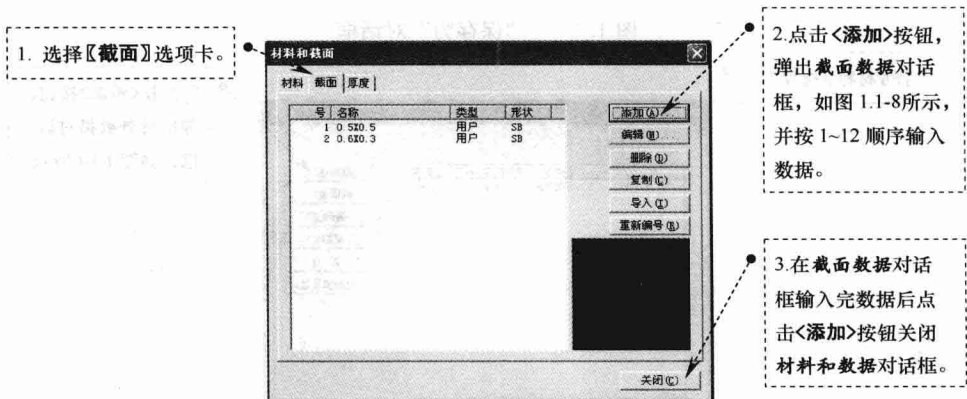 1. 选择〖截面〗选项卡。
材料和截面
材料 截面 厚度
号 名称 类型 形状
1 0.5X0.5 用户 SB
2 0.6X0.3 用户 SB
添加(A)...
编辑(M)...
删除(D)
复制(C)
导入(I)
重新编号(R)
关闭(C)
2.点击<添加>按钮，
弹出截面数据对话
框，如图 1.1-8所示，
并按 1~12 顺序输入
数据。
3.在截面数据对话
框输入完数据后点
击<添加>按钮关闭
材料和数据对话框。